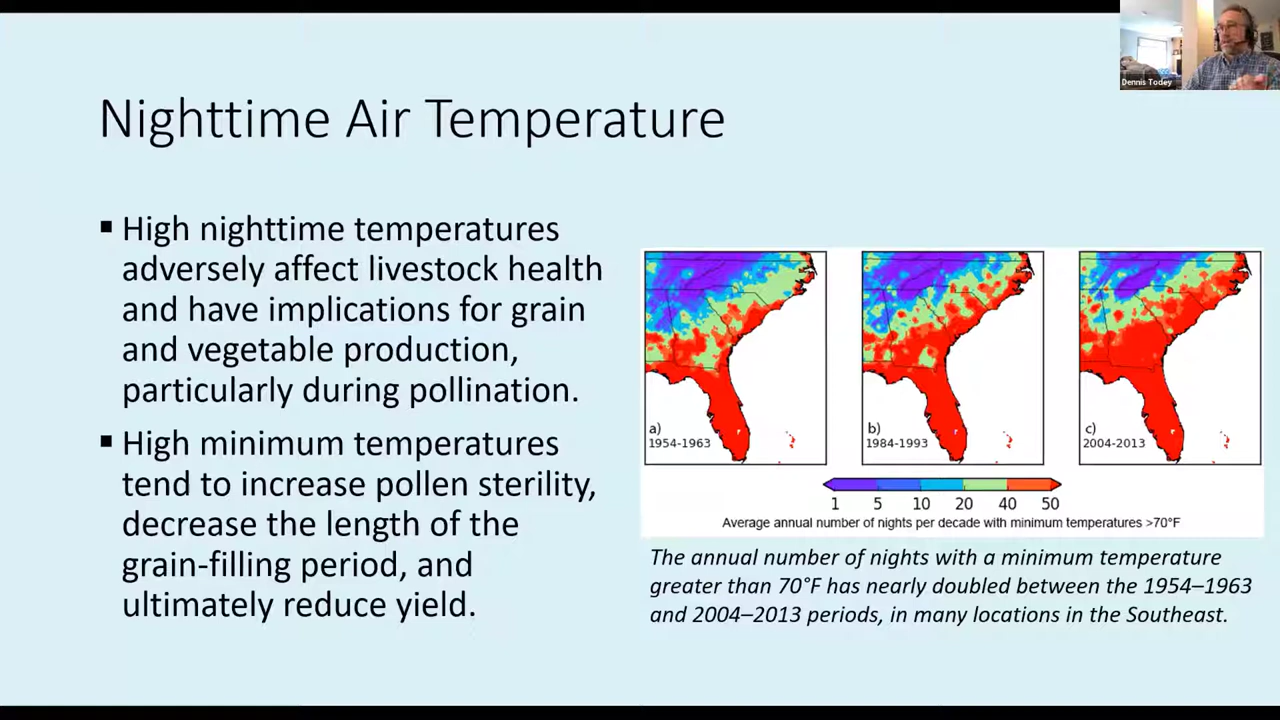 Dennis Todey
Nighttime Air Temperature
▪ High nighttime temperatures
adversely affect livestock health
and have implications for grain
and vegetable production,
particularly during pollination.
▪ High minimum temperatures
tend to increase pollen sterility,
decrease the length of the
grain-filling period, and
ultimately reduce yield.
a)
1954-1963
b)
1984-1993
c)
2004-2013
1 5 10 20 40 50
Average annual number of nights per decade with minimum temperatures >70°F
The annual number of nights with a minimum temperature
greater than 70°F has nearly doubled between the 1954–1963
and 2004–2013 periods, in many locations in the Southeast.